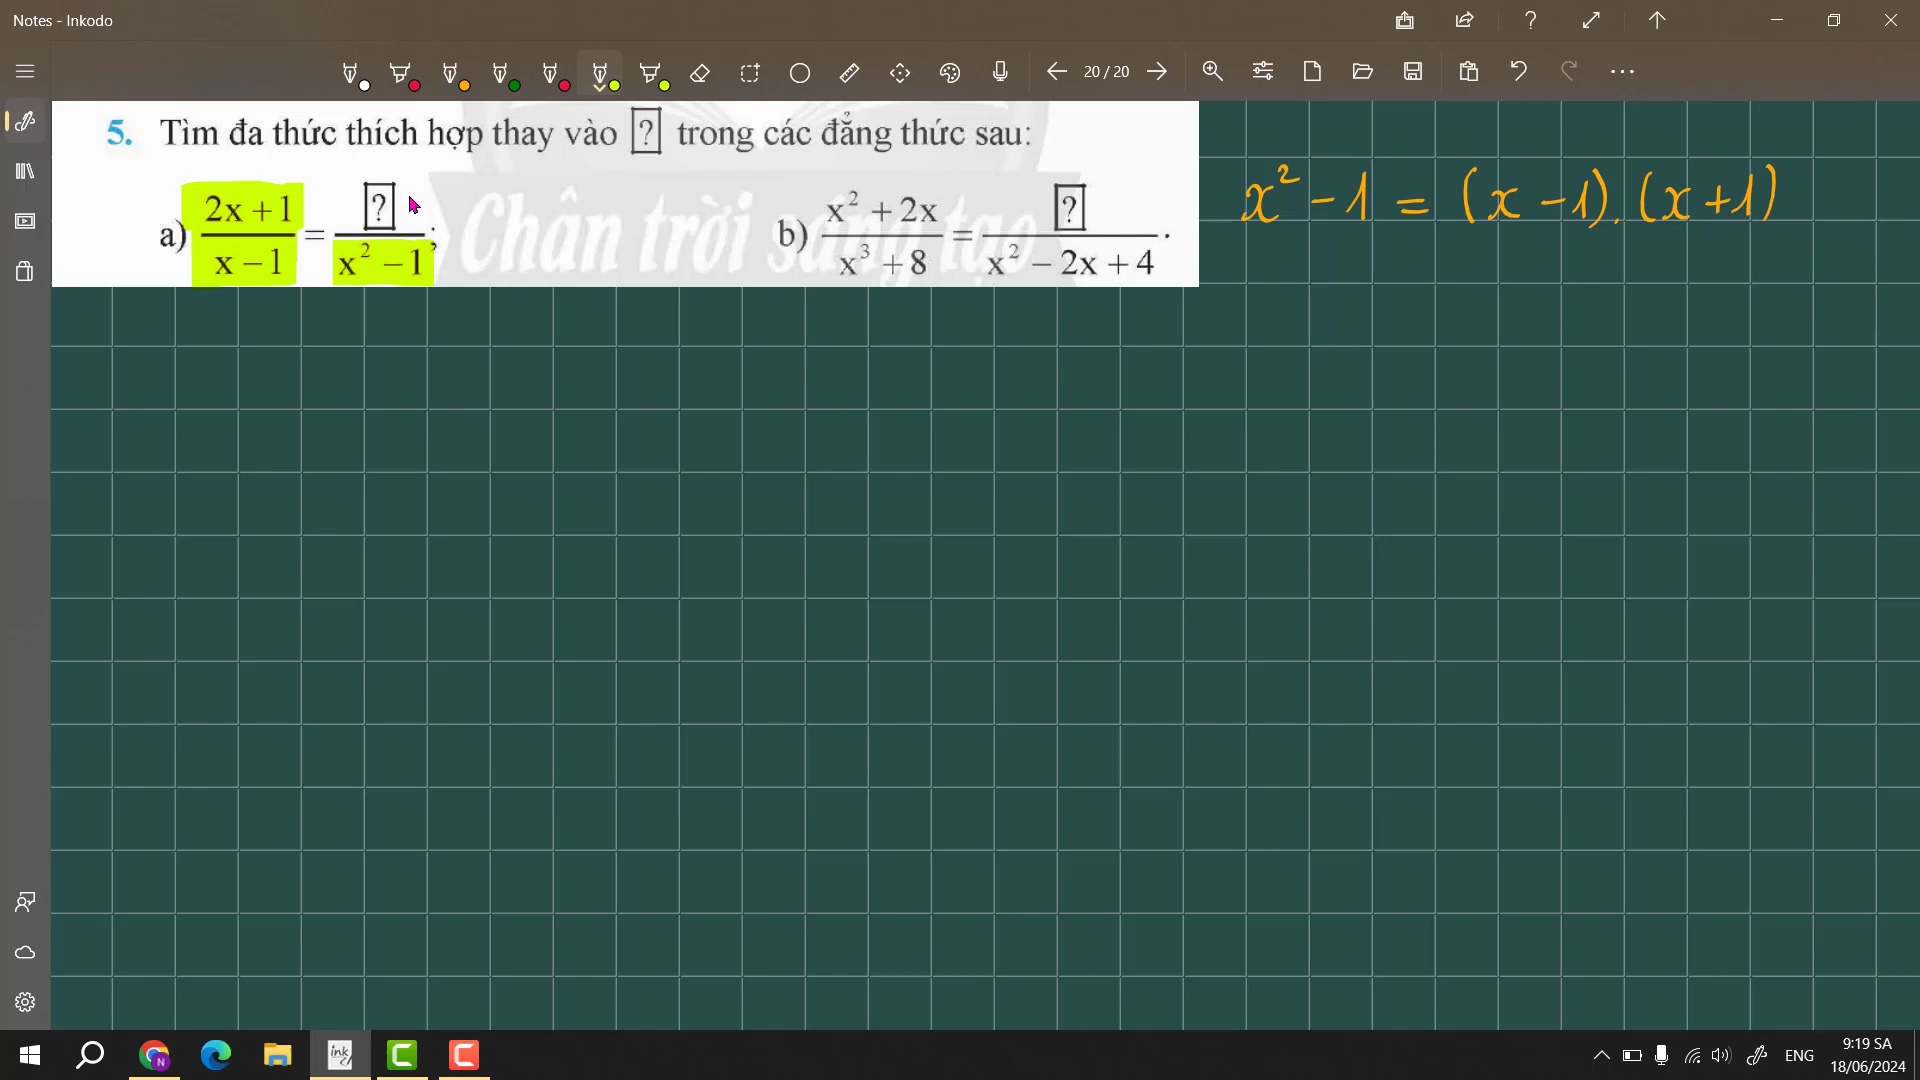 Notes - Inkodo
20 / 20
5. Tìm đa thức thích hợp thay vào ? trong các đẳng thức sau:
a) (2x + 1)/(x − 1) = ?/(x² − 1);
b) (x² + 2x)/(x³ + 8) = ?/(x² − 2x + 4).
Chân trời sáng tạo
x² − 1 = (x − 1).(x + 1)
N
ink
ENG
9:19 SA
18/06/2024